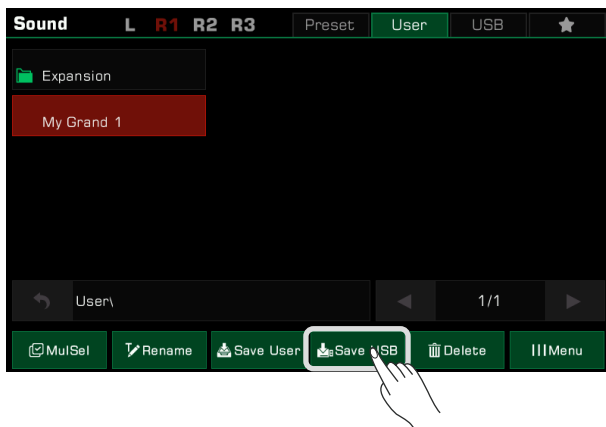 Sound L R1 R2 R3 Preset User USB
Expansion
My Grand 1
User\ 1/1
MulSel Rename Save User Save USB Delete Menu